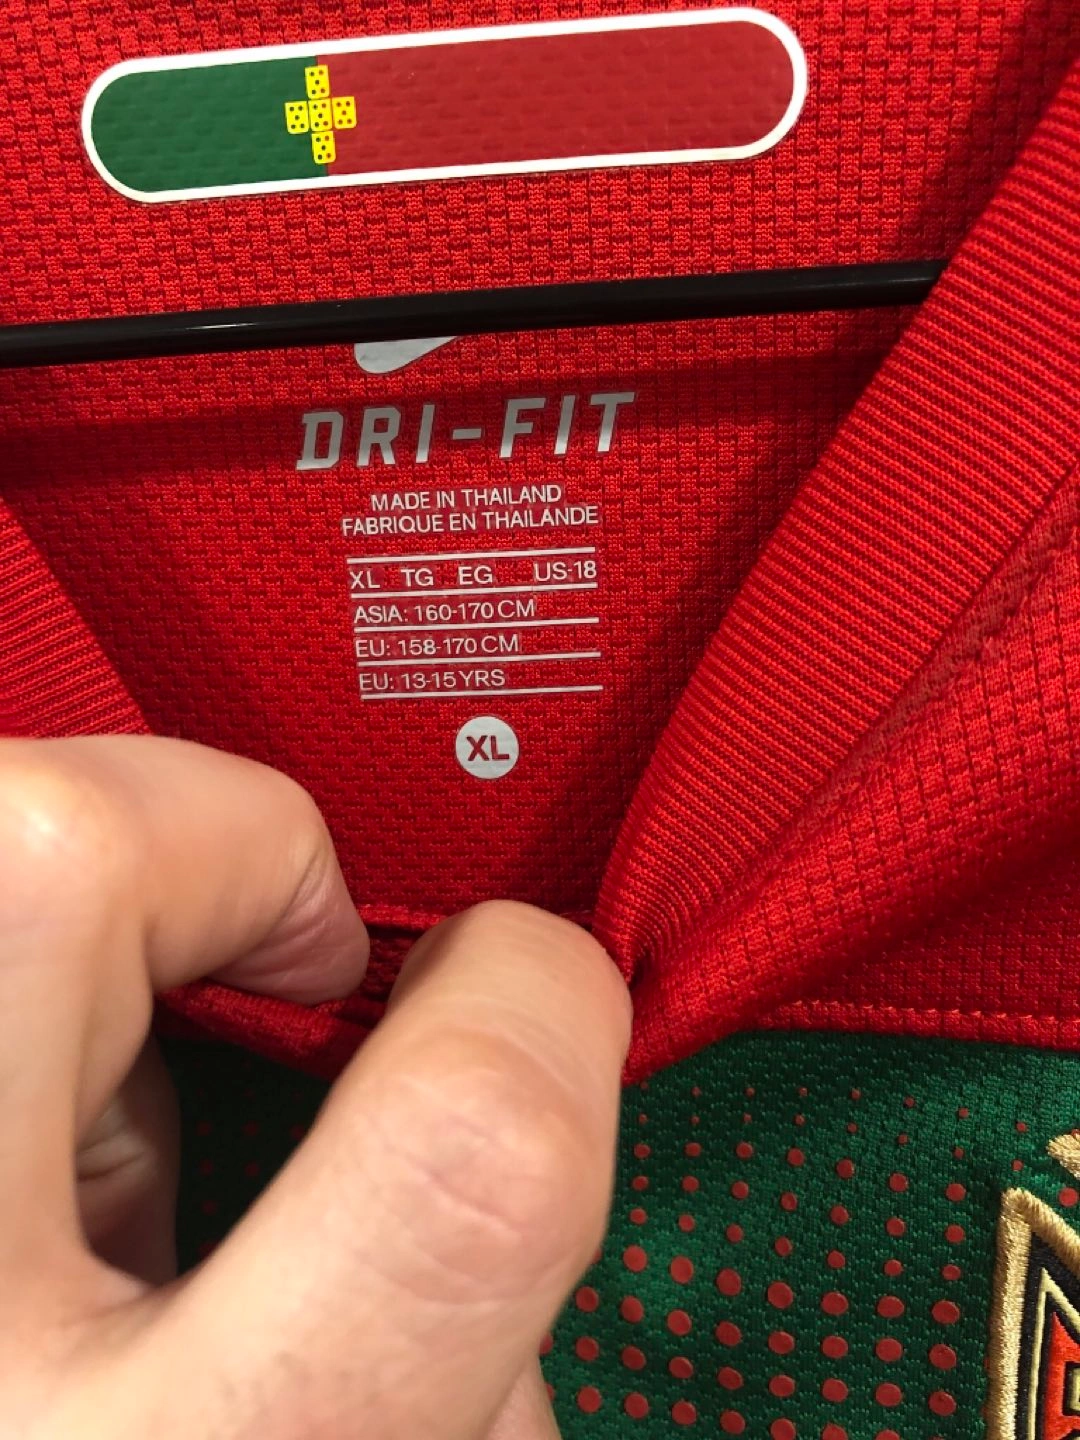 DRI-FIT
MADE IN THAILAND
FABRIQUE EN THAILANDE
XL TG EG US-18
ASIA: 160-170 CM
EU: 158-170 CM
EU: 13-15 YRS
XL